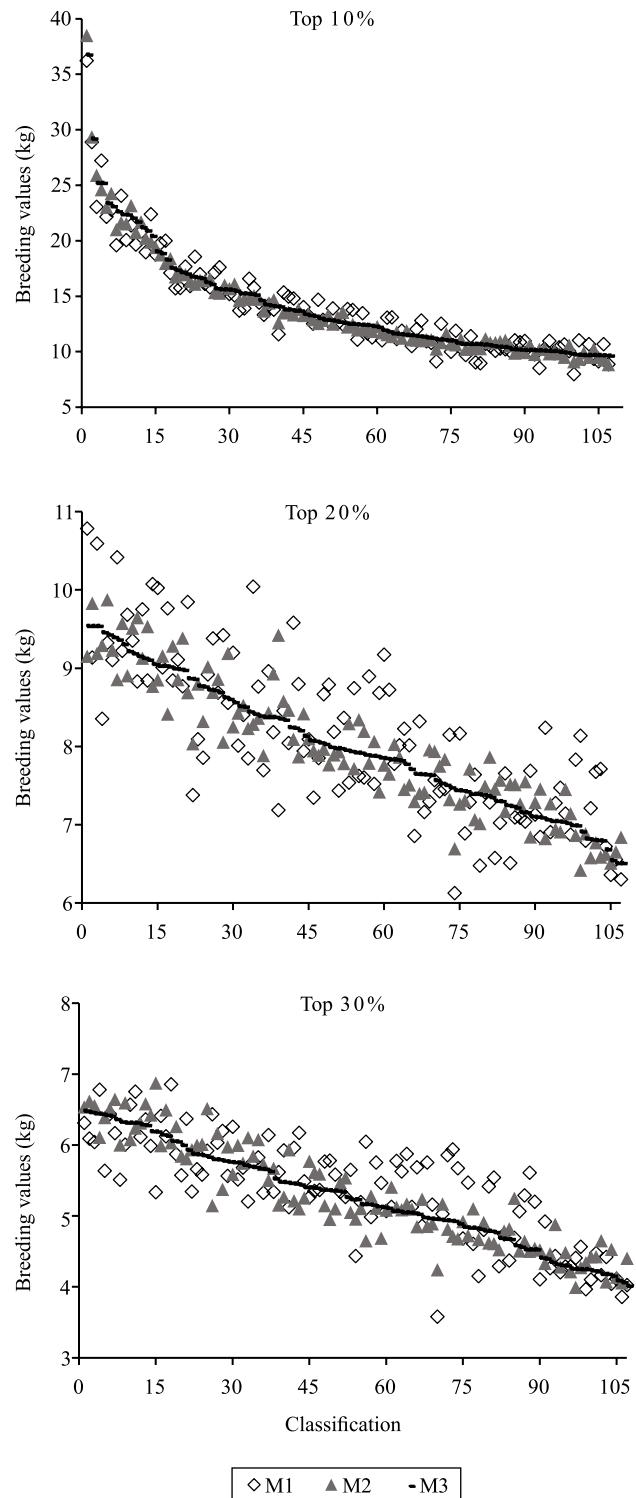 Top 10%
Breeding values (kg)
40
35
30
25
20
15
10
5
0 15 30 45 60 75 90 105
Top 20%
Breeding values (kg)
11
10
9
8
7
6
0 15 30 45 60 75 90 105
Top 30%
Breeding values (kg)
8
7
6
5
4
3
0 15 30 45 60 75 90 105
Classification
M1 M2 M3